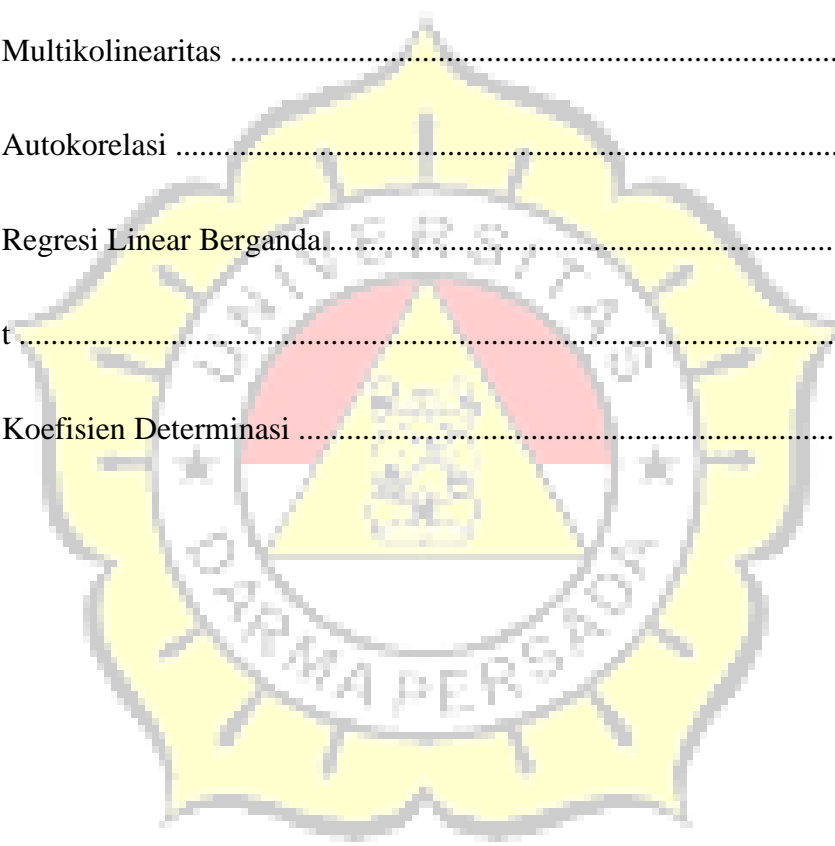 Multikolinearitas ..............................................................................
Autokorelasi ......................................................................................
Regresi Linear Berganda...................................................................
t ..........................................................................................................
Koefisien Determinasi ......................................................................
UNIVERSITAS
DARMA PERSADA